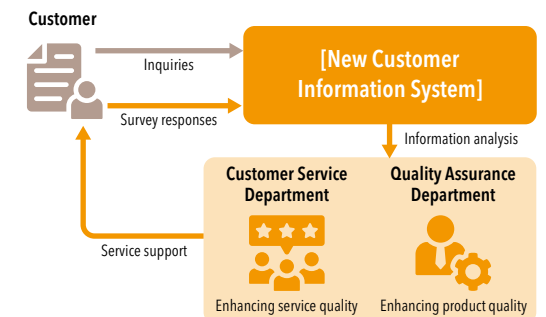 Customer
Inquiries
[New Customer
Information System]
Survey responses
Information analysis
Customer Service
Department
Quality Assurance
Department
Service support
Enhancing service quality
Enhancing product quality